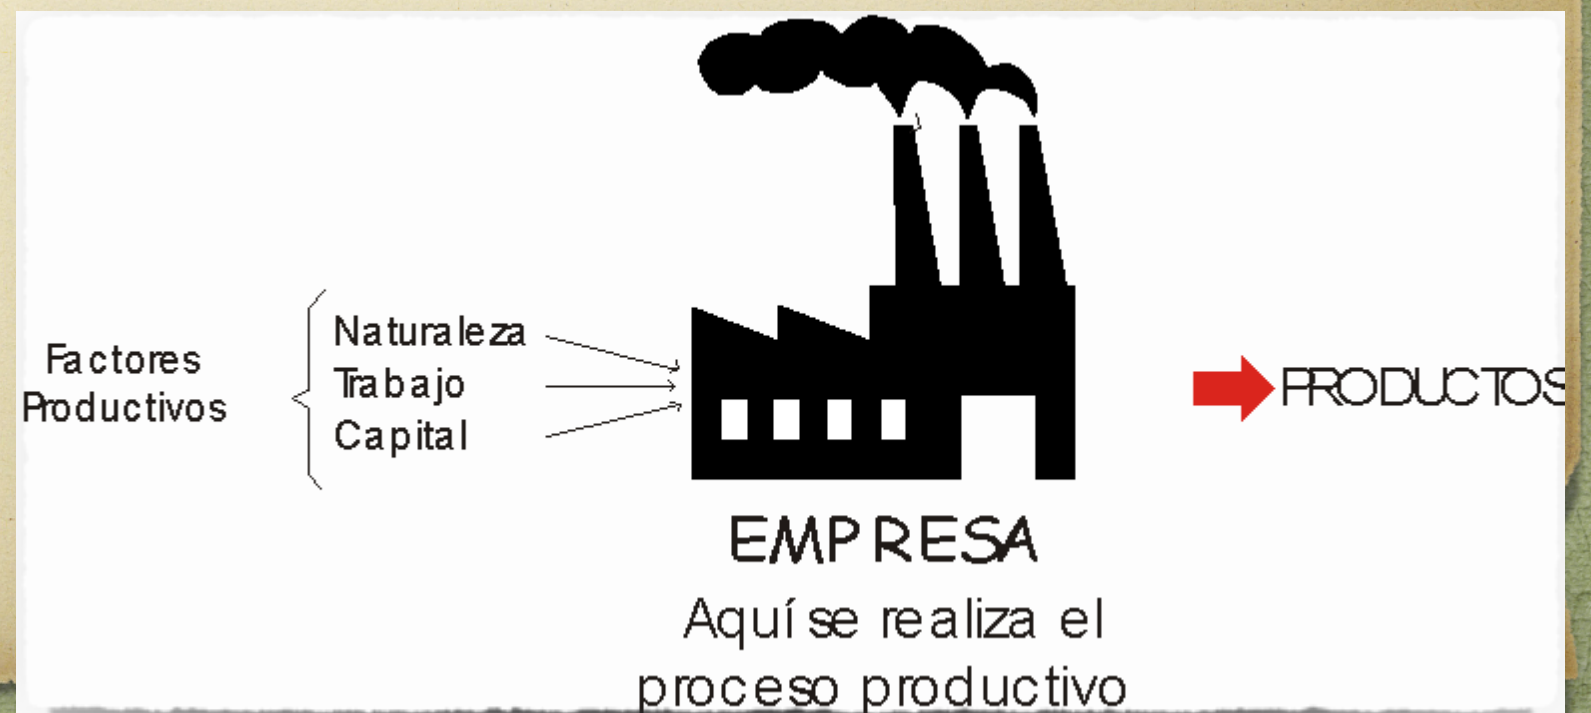 Factores
Productivos
Naturaleza
Trabajo
Capital
PRODUCTOS
EMPRESA
Aquí se realiza el
proceso productivo